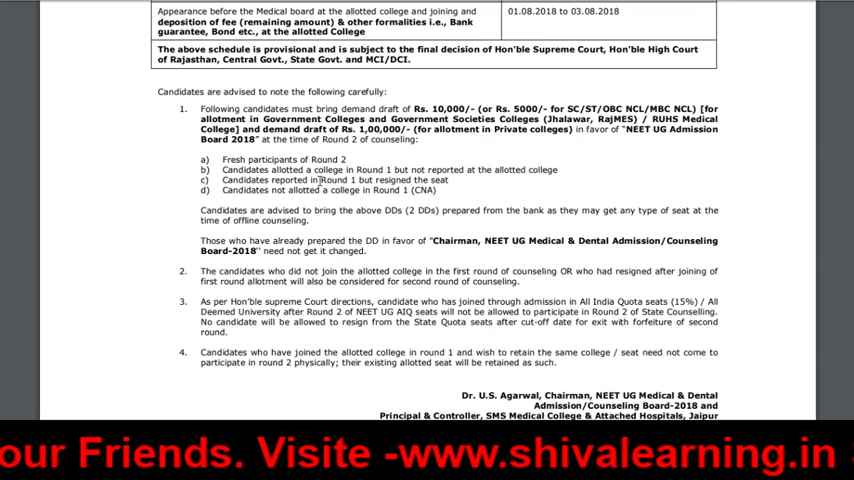 Appearance before the Medical board at the allotted college and joining and
deposition of fee (remaining amount) & other formalities i.e., Bank
guarantee, Bond etc., at the allotted College
01.08.2018 to 03.08.2018
The above schedule is provisional and is subject to the final decision of Hon'ble Supreme Court, Hon'ble High Court
of Rajasthan, Central Govt., State Govt. and MCI/DCI.
Candidates are advised to note the following carefully:
1. Following candidates must bring demand draft of Rs. 10,000/- (or Rs. 5000/- for SC/ST/OBC NCL/MBC NCL) [for
allotment in Government Colleges and Government Societies Colleges (Jhalawar, RajMES) / RUHS Medical
College] and demand draft of Rs. 1,00,000/- (for allotment in Private colleges) in favor of "NEET UG Admission
Board 2018" at the time of Round 2 of counseling:
a) Fresh participants of Round 2
b) Candidates allotted a college in Round 1 but not reported at the allotted college
c) Candidates reported in Round 1 but resigned the seat
d) Candidates not allotted a college in Round 1 (CNA)
Candidates are advised to bring the above DDs (2 DDs) prepared from the bank as they may get any type of seat at the
time of offline counseling.
Those who have already prepared the DD in favor of "Chairman, NEET UG Medical & Dental Admission/Counseling
Board-2018" need not get it changed.
2. The candidates who did not join the allotted college in the first round of counseling OR who had resigned after joining of
first round allotment will also be considered for second round of counseling.
3. As per Hon'ble supreme Court directions, candidate who has joined through admission in All India Quota seats (15%) / All
Deemed University after Round 2 of NEET UG AIQ seats will not be allowed to participate in Round 2 of State Counselling.
No candidate will be allowed to resign from the State Quota seats after cut-off date for exit with forfeiture of second
round.
4. Candidates who have joined the allotted college in round 1 and wish to retain the same college / seat need not come to
participate in round 2 physically; their existing allotted seat will be retained as such.
Dr. U.S. Agarwal, Chairman, NEET UG Medical & Dental
Admission/Counseling Board-2018 and
Principal & Controller, SMS Medical College & Attached Hospitals, Jaipur
our Friends. Visite -www.shivalearning.in